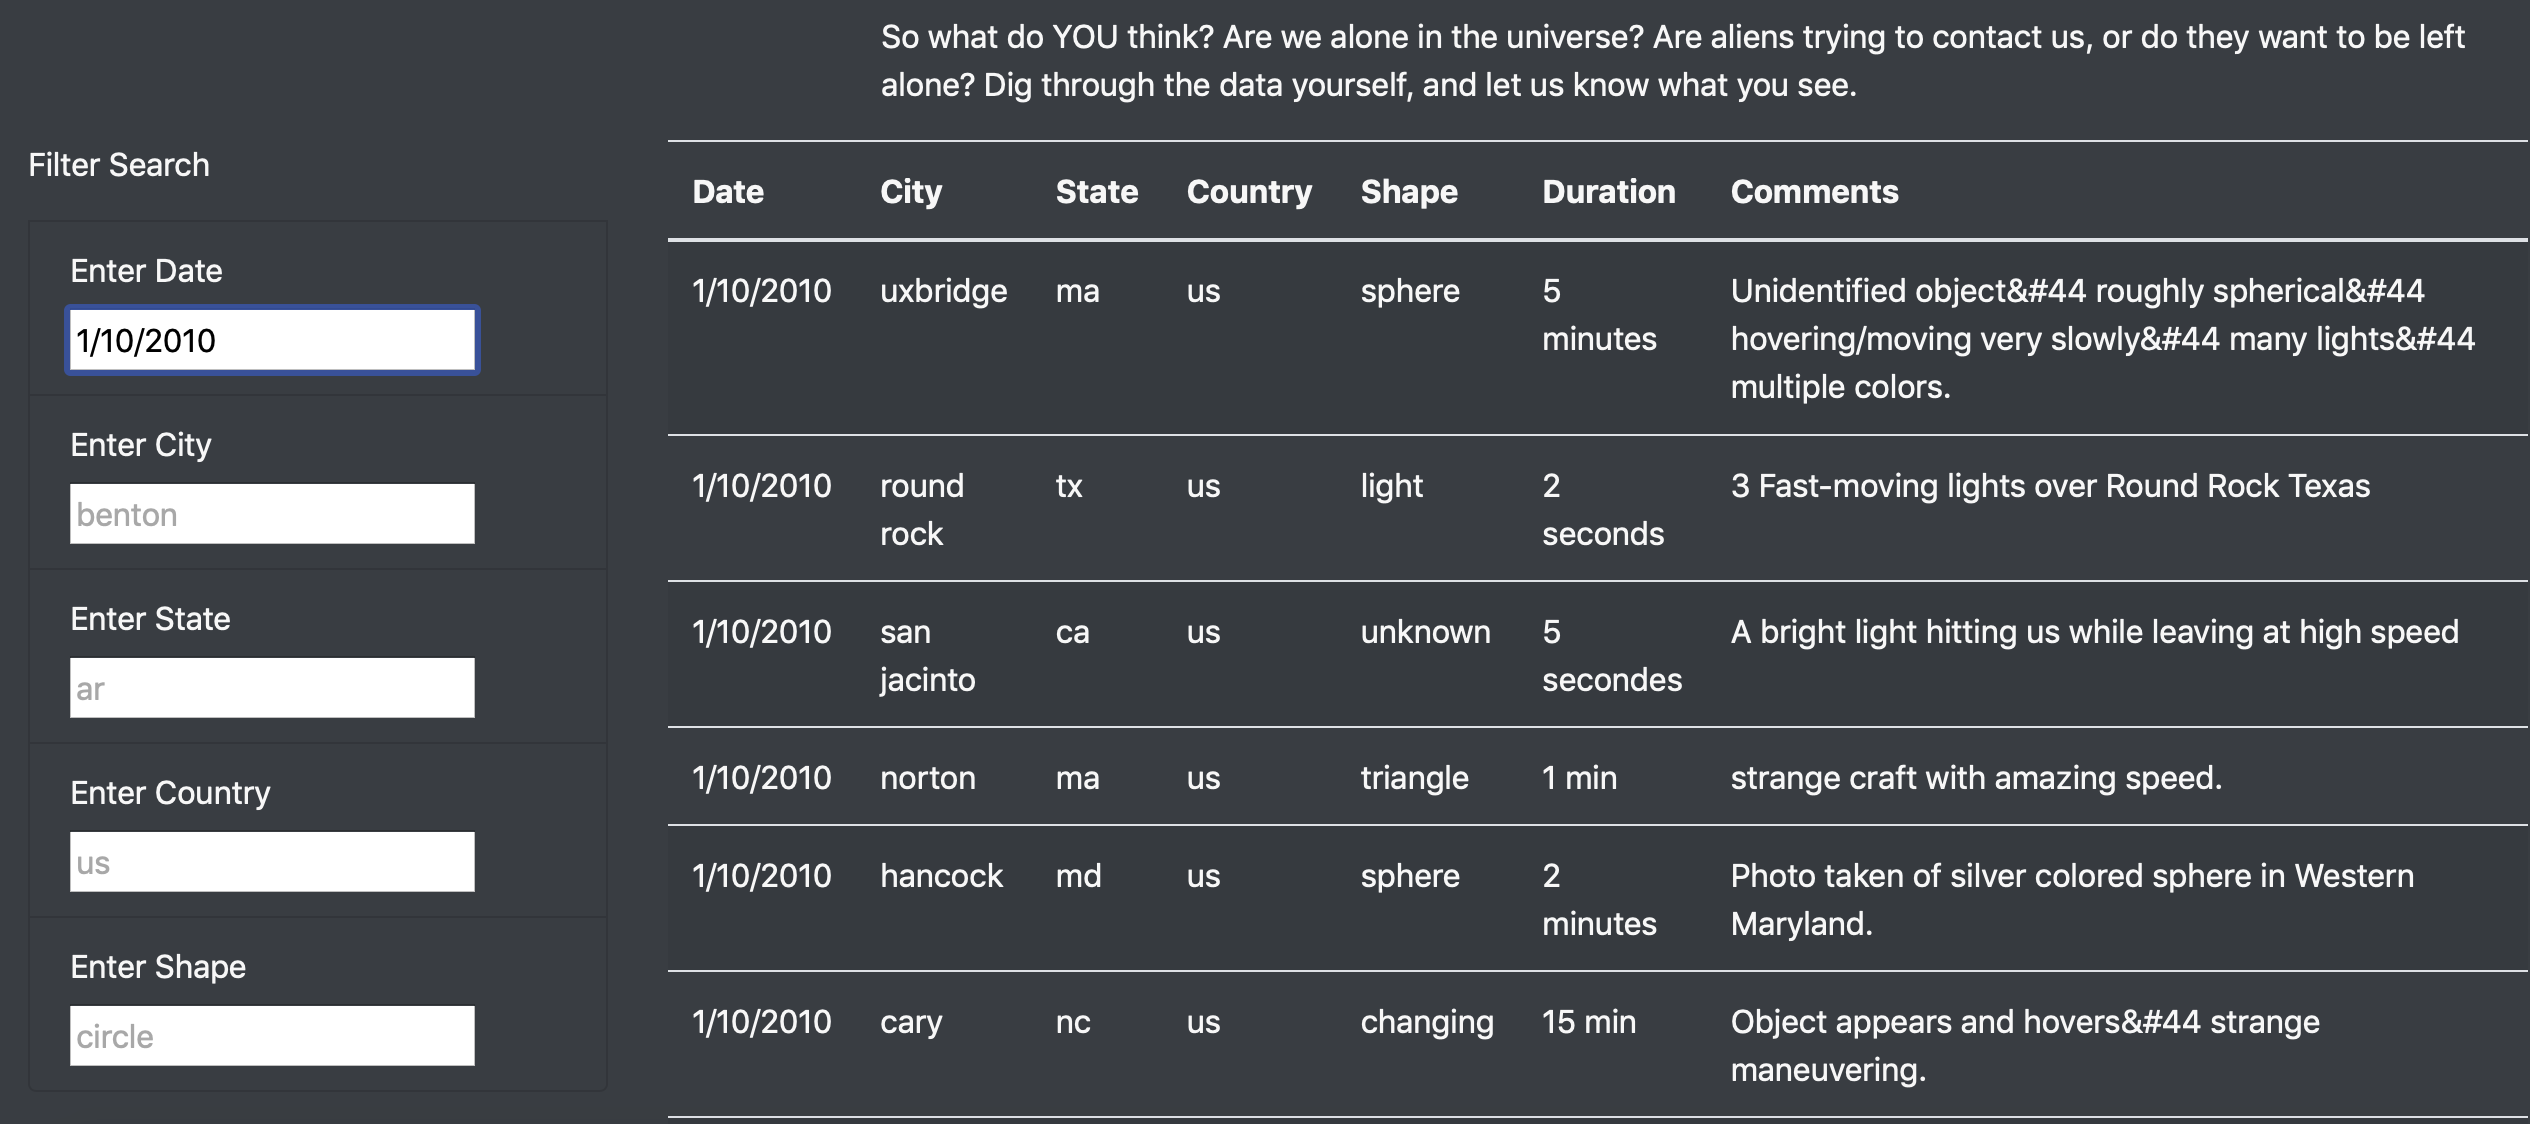 So what do YOU think? Are we alone in the universe? Are aliens trying to contact us, or do they want to be left
alone? Dig through the data yourself, and let us know what you see.
Filter Search
Enter Date
1/10/2010
Enter City
benton
Enter State
ar
Enter Country
us
Enter Shape
circle
Date City State Country Shape Duration Comments
1/10/2010 uxbridge ma us sphere 5 Unidentified object&#44 roughly spherical&#44
minutes hovering/moving very slowly&#44 many lights&#44
multiple colors.
1/10/2010 round tx us light 2 3 Fast-moving lights over Round Rock Texas
rock seconds
1/10/2010 san ca us unknown 5 A bright light hitting us while leaving at high speed
jacinto secondes
1/10/2010 norton ma us triangle 1 min strange craft with amazing speed.
1/10/2010 hancock md us sphere 2 Photo taken of silver colored sphere in Western
minutes Maryland.
1/10/2010 cary nc us changing 15 min Object appears and hovers&#44 strange
maneuvering.